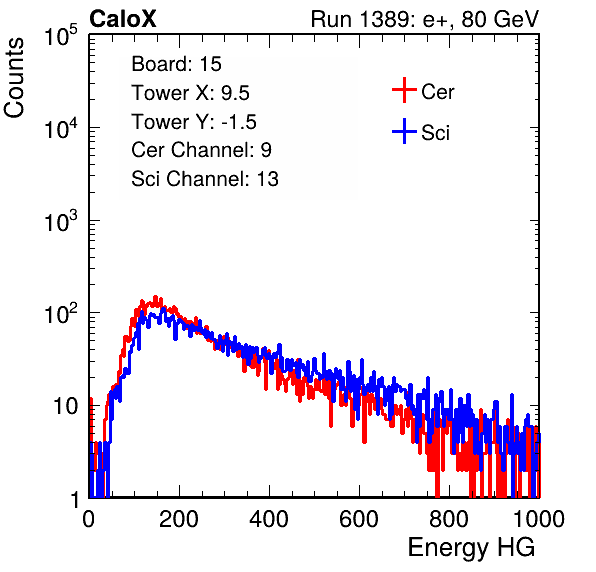 CaloX Run 1389: e+, 80 GeV
Board: 15
Tower X: 9.5
Tower Y: -1.5
Cer Channel: 9
Sci Channel: 13
Cer
Sci
Counts
10^5
10^4
10^3
10^2
10
1
0 200 400 600 800 1000
Energy HG